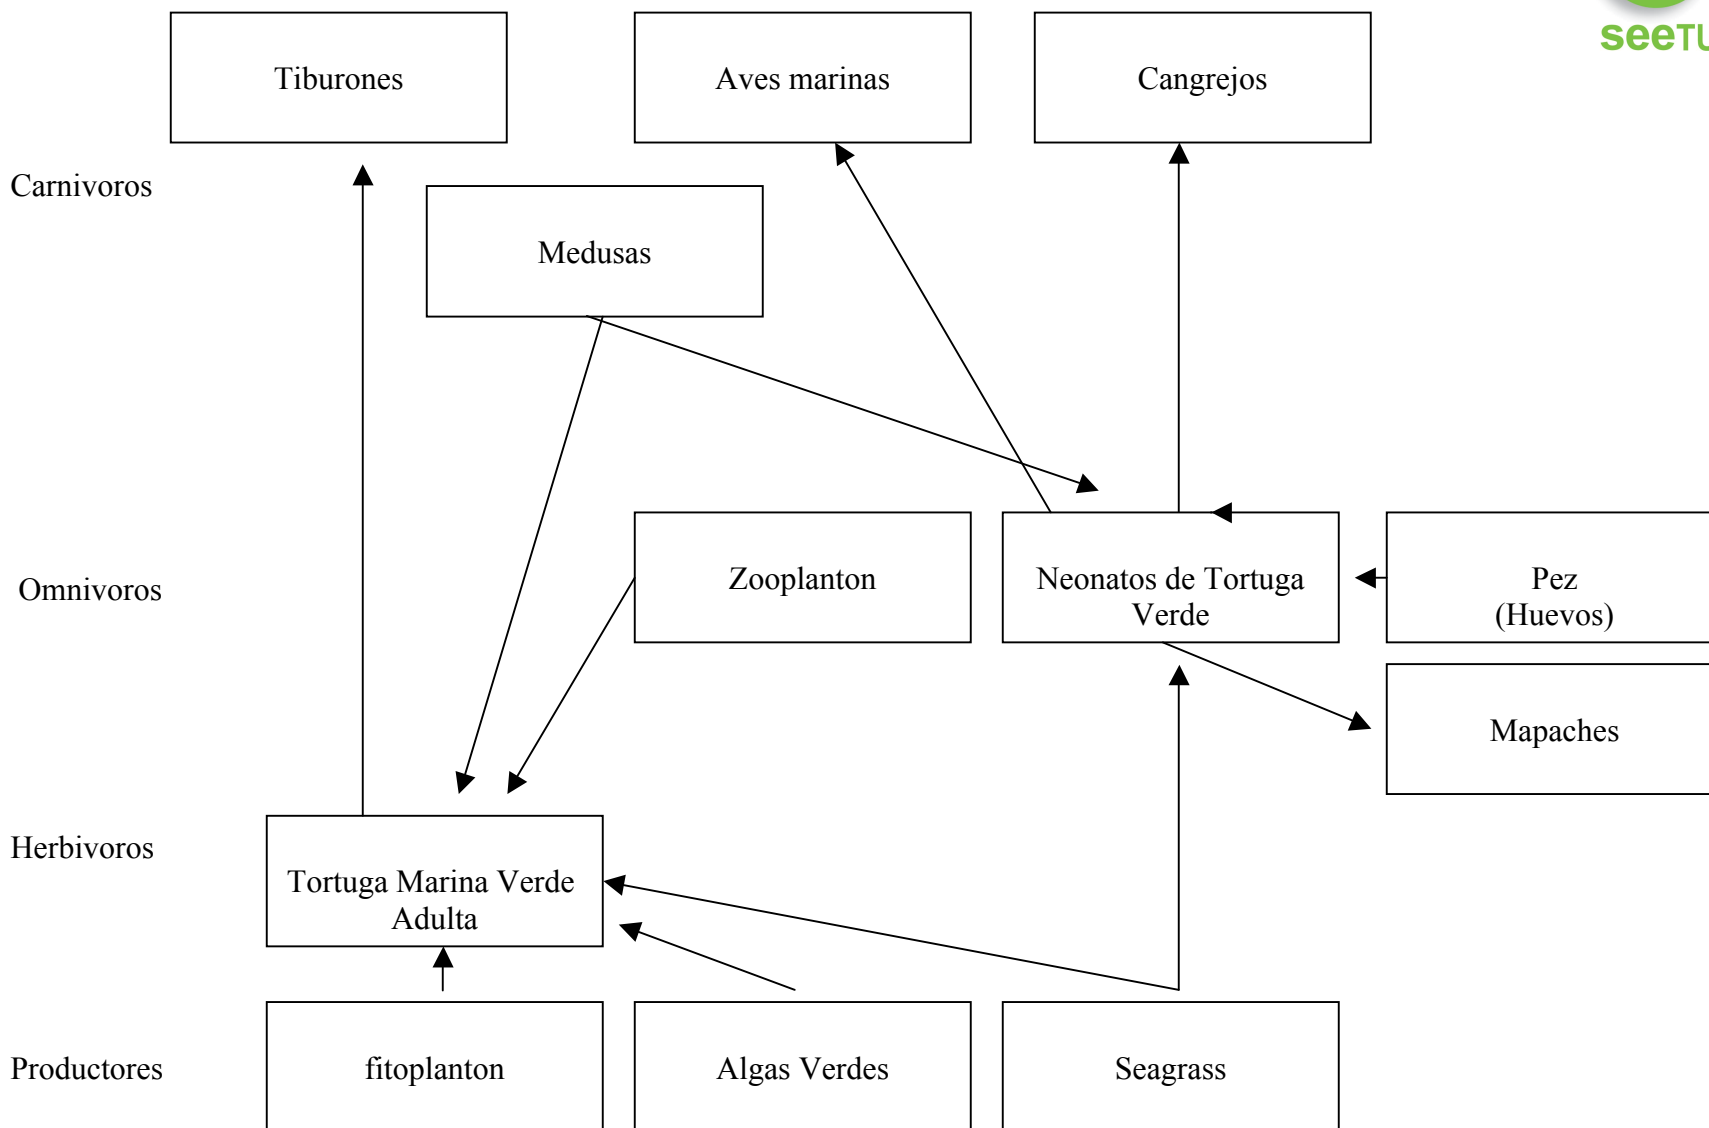 seeTU
Tiburones
Aves marinas
Cangrejos
Carnivoros
Medusas
Omnivoros
Zooplanton
Neonatos de Tortuga
Verde
Pez
(Huevos)
Mapaches
Herbivoros
Tortuga Marina Verde
Adulta
Productores
fitoplanton
Algas Verdes
Seagrass